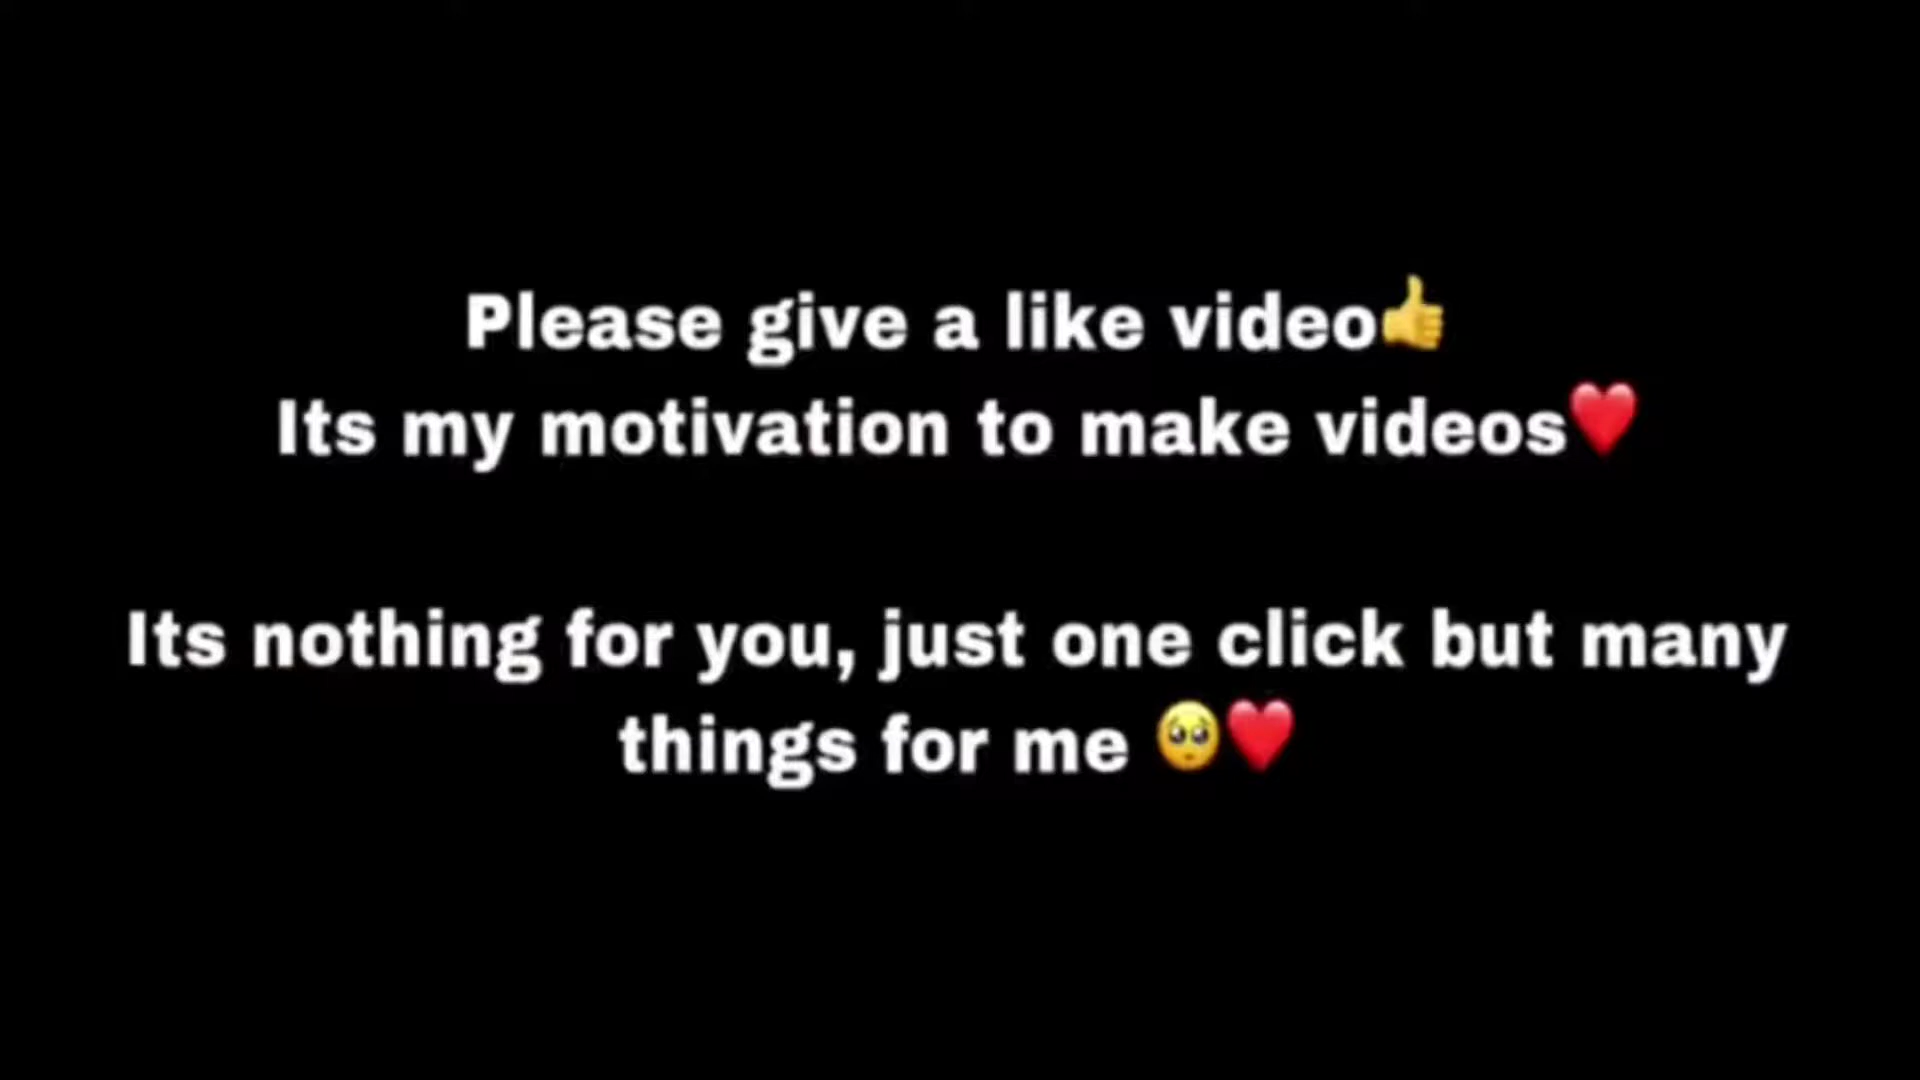 Please give a like video👍
Its my motivation to make videos❤️
Its nothing for you, just one click but many
things for me 🥺❤️